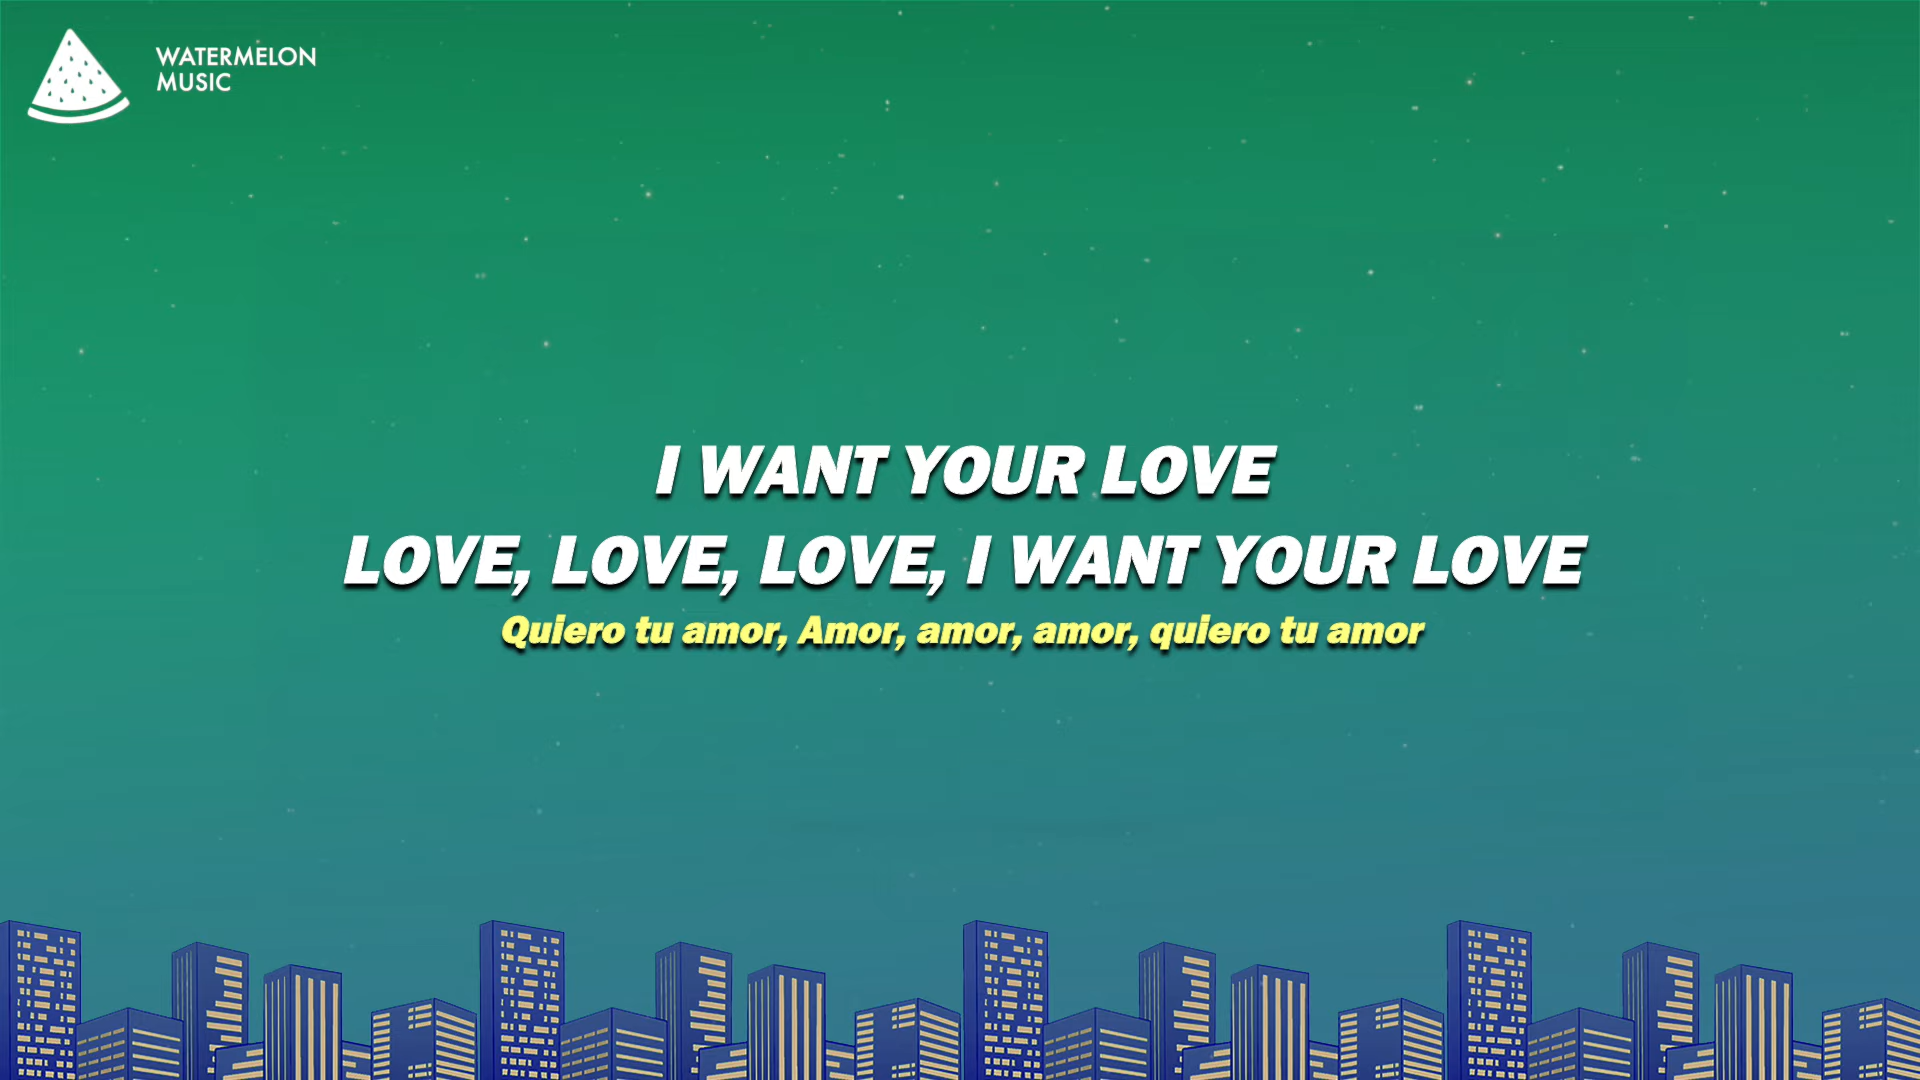 WATERMELON
MUSIC
I WANT YOUR LOVE
LOVE, LOVE, LOVE, I WANT YOUR LOVE
Quiero tu amor, Amor, amor, amor, quiero tu amor